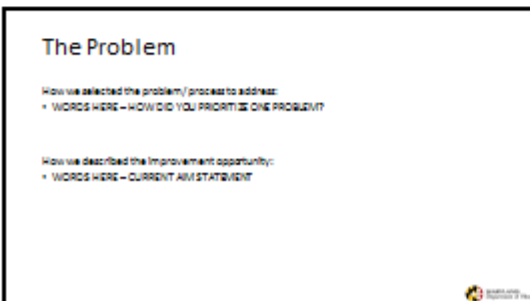 The Problem
How we selected the problem/ process to address:
• WORDS HERE – HOW DID YOU PRIORITIZE ONE PROBLEM?
How we described the improvement opportunity:
• WORDS HERE – CURRENT AIM STATEMENT
MARYLAND